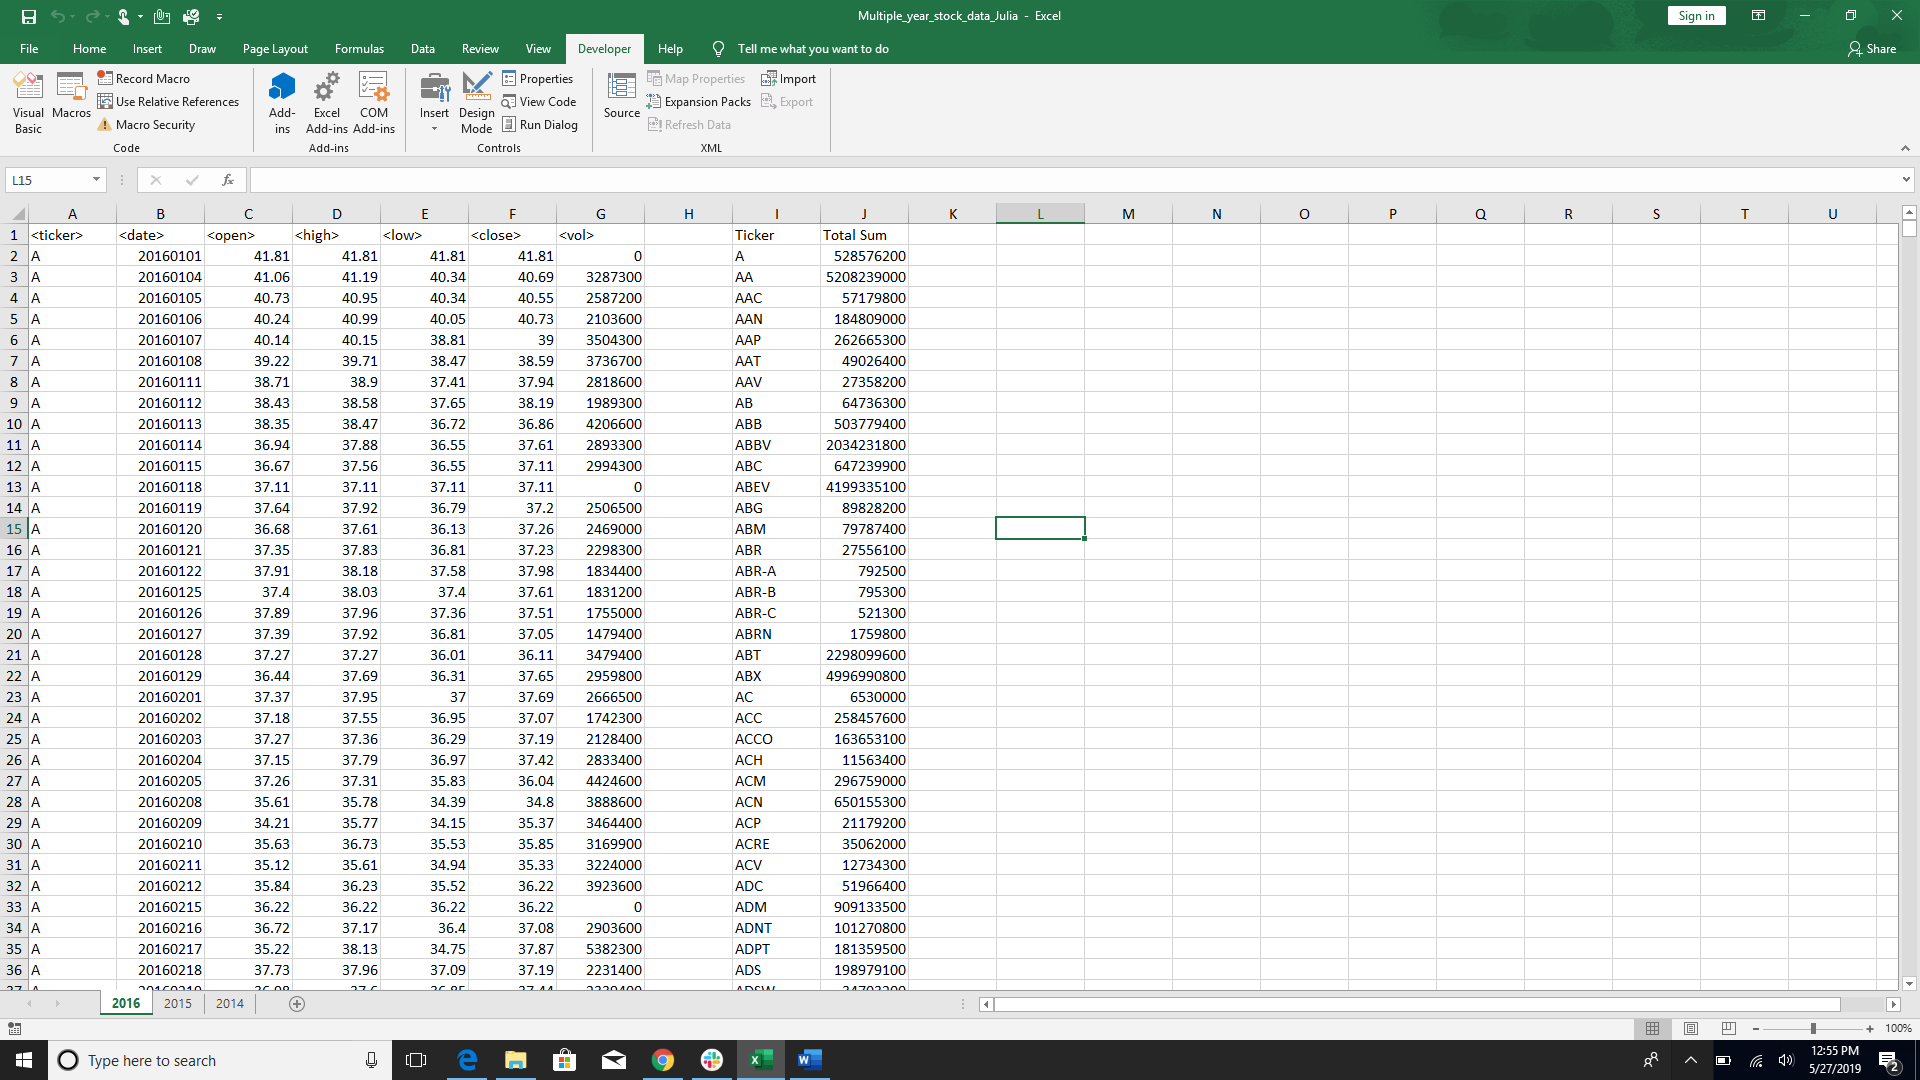 Multiple_year_stock_data_Julia - Excel
Sign in
File Home Insert Draw Page Layout Formulas Data Review View Developer Help Tell me what you want to do Share
Visual Basic
Macros
Record Macro
Use Relative References
Macro Security
Code
Add-ins
Excel Add-ins
COM Add-ins
Add-ins
Insert
Design Mode
Properties
View Code
Run Dialog
Controls
Source
Map Properties
Expansion Packs
Refresh Data
Import
Export
XML
L15
fx
A B C D E F G H I J K L M N O P Q R S T U
1 <ticker> <date> <open> <high> <low> <close> <vol> Ticker Total Sum
2 A 20160101 41.81 41.81 41.81 41.81 0 A 528576200
3 A 20160104 41.06 41.19 40.34 40.69 3287300 AA 5208239000
4 A 20160105 40.73 40.95 40.34 40.55 2587200 AAC 57179800
5 A 20160106 40.24 40.99 40.05 40.73 2103600 AAN 184809000
6 A 20160107 40.14 40.15 38.81 39 3504300 AAP 262665300
7 A 20160108 39.22 39.71 38.47 38.59 3736700 AAT 49026400
8 A 20160111 38.71 38.9 37.41 37.94 2818600 AAV 27358200
9 A 20160112 38.43 38.58 37.65 38.19 1989300 AB 64736300
10 A 20160113 38.35 38.47 36.72 36.86 4206600 ABB 503779400
11 A 20160114 36.94 37.88 36.55 37.61 2893300 ABBV 2034231800
12 A 20160115 36.67 37.56 36.55 37.11 2994300 ABC 647239900
13 A 20160118 37.11 37.11 37.11 37.11 0 ABEV 4199335100
14 A 20160119 37.64 37.92 36.79 37.2 2506500 ABG 89828200
15 A 20160120 36.68 37.61 36.13 37.26 2469000 ABM 79787400
16 A 20160121 37.35 37.83 36.81 37.23 2298300 ABR 27556100
17 A 20160122 37.91 38.18 37.58 37.98 1834400 ABR-A 792500
18 A 20160125 37.4 38.03 37.4 37.61 1831200 ABR-B 795300
19 A 20160126 37.89 37.96 37.36 37.51 1755000 ABR-C 521300
20 A 20160127 37.39 37.92 36.81 37.05 1479400 ABRN 1759800
21 A 20160128 37.27 37.27 36.01 36.11 3479400 ABT 2298099600
22 A 20160129 36.44 37.69 36.31 37.65 2959800 ABX 4996990800
23 A 20160201 37.37 37.95 37 37.69 2666500 AC 6530000
24 A 20160202 37.18 37.55 36.95 37.07 1742300 ACC 258457600
25 A 20160203 37.27 37.36 36.29 37.19 2128400 ACCO 163653100
26 A 20160204 37.15 37.79 36.97 37.42 2833400 ACH 11563400
27 A 20160205 37.26 37.31 35.83 36.04 4424600 ACM 296759000
28 A 20160208 35.61 35.78 34.39 34.8 3888600 ACN 650155300
29 A 20160209 34.21 35.77 34.15 35.37 3464400 ACP 21179200
30 A 20160210 35.63 36.73 35.53 35.85 3169900 ACRE 35062000
31 A 20160211 35.12 35.61 34.94 35.33 3224000 ACV 12734300
32 A 20160212 35.84 36.23 35.52 36.22 3923600 ADC 51966400
33 A 20160215 36.22 36.22 36.22 36.22 0 ADM 909133500
34 A 20160216 36.72 37.17 36.4 37.08 2903600 ADNT 101270800
35 A 20160217 35.22 38.13 34.75 37.87 5382300 ADPT 181359500
36 A 20160218 37.73 37.96 37.09 37.19 2231400 ADS 198979100
2016 2015 2014
100%
Type here to search
12:55 PM
5/27/2019
2